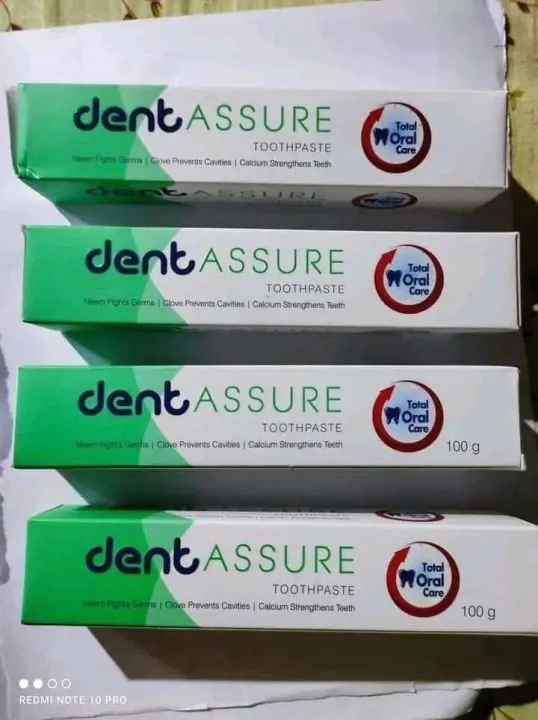 dentASSURE
TOOTHPASTE
Neem Fights Germs | Clove Prevents Cavities | Calcium Strengthens Teeth
Total
Oral
Care
dentASSURE
dentASSURE
TOOTHPASTE
Neem Fights Germs | Clove Prevents Cavities | Calcium Strengthens Teeth
Total
Oral
Care
dentASSURE
TOOTHPASTE
Neem Fights Germs | Clove Prevents Cavities | Calcium Strengthens Teeth
Total
Oral
Care
100 g
dentASSURE
TOOTHPASTE
Neem Fights Germs | Clove Prevents Cavities | Calcium Strengthens Teeth
Total
Oral
Care
100 g
REDMI NOTE 10 PRO